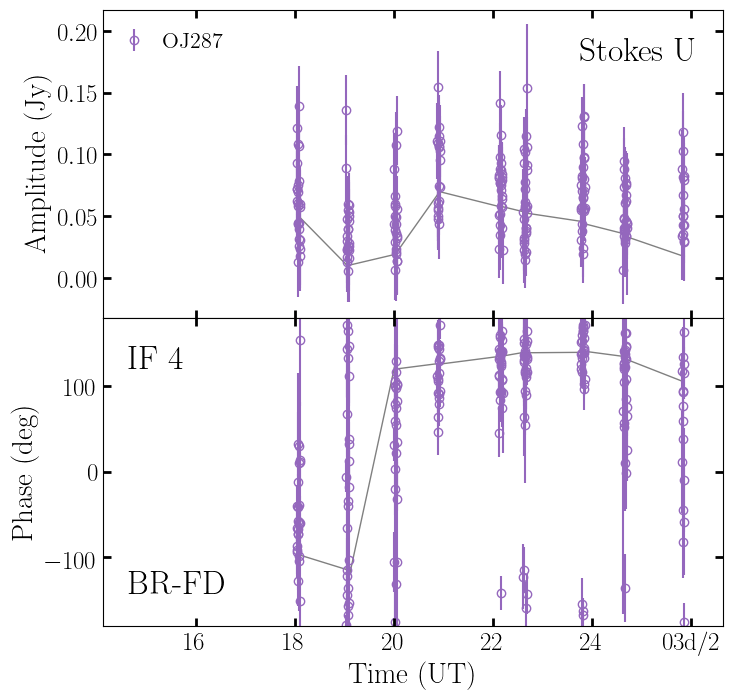 0.20
OJ287
Stokes U
0.15
0.10
0.05
0.00
Amplitude (Jy)
IF 4
100
0
−100
Phase (deg)
BR-FD
16 18 20 22 24 03d/2
Time (UT)